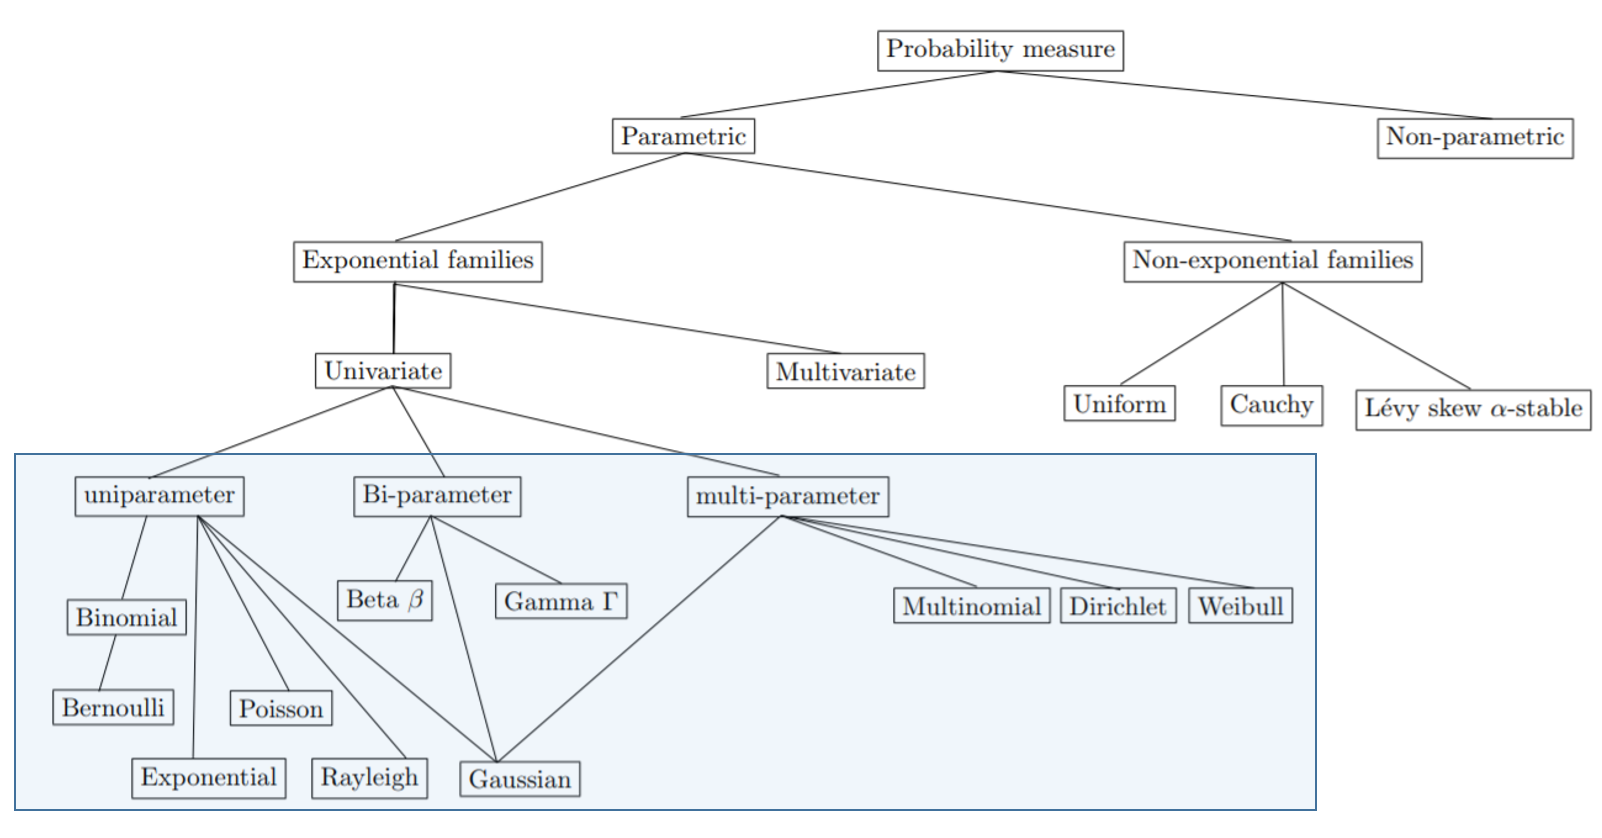 Probability measure
Parametric
Non-parametric
Exponential families
Non-exponential families
Univariate
Multivariate
Uniform
Cauchy
Lévy skew α-stable
uniparameter
Bi-parameter
multi-parameter
Beta β
Gamma Γ
Multinomial
Dirichlet
Weibull
Binomial
Bernoulli
Poisson
Exponential
Rayleigh
Gaussian